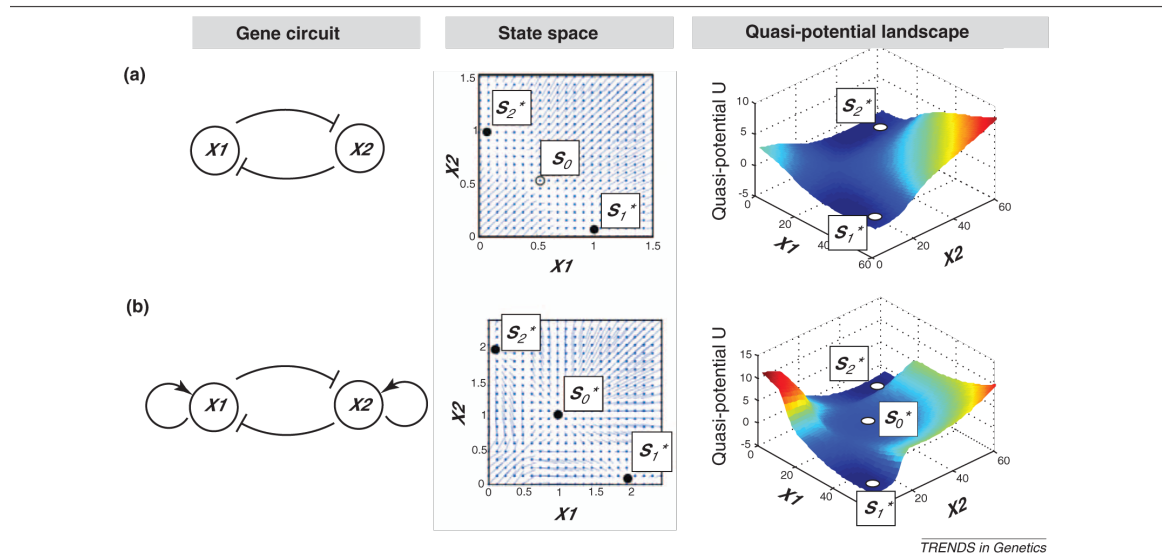 Gene circuit State space Quasi-potential landscape
(a)
X1 X2
1.5
1
0.5
0
X2
0 0.5 1 1.5
X1
S2*
S0
S1*
Quasi-potential U
10
5
0
-5
0 20 40 60
X1
0 20 40 60
X2
S2*
S1*
(b)
X1 X2
2
1.5
1
0.5
0
X2
0 0.5 1 1.5 2
X1
S2*
S0*
S1*
Quasi-potential U
15
10
5
0
-5
0 20 40
X1
20 40 60
X2
S2*
S0*
S1*
TRENDS in Genetics